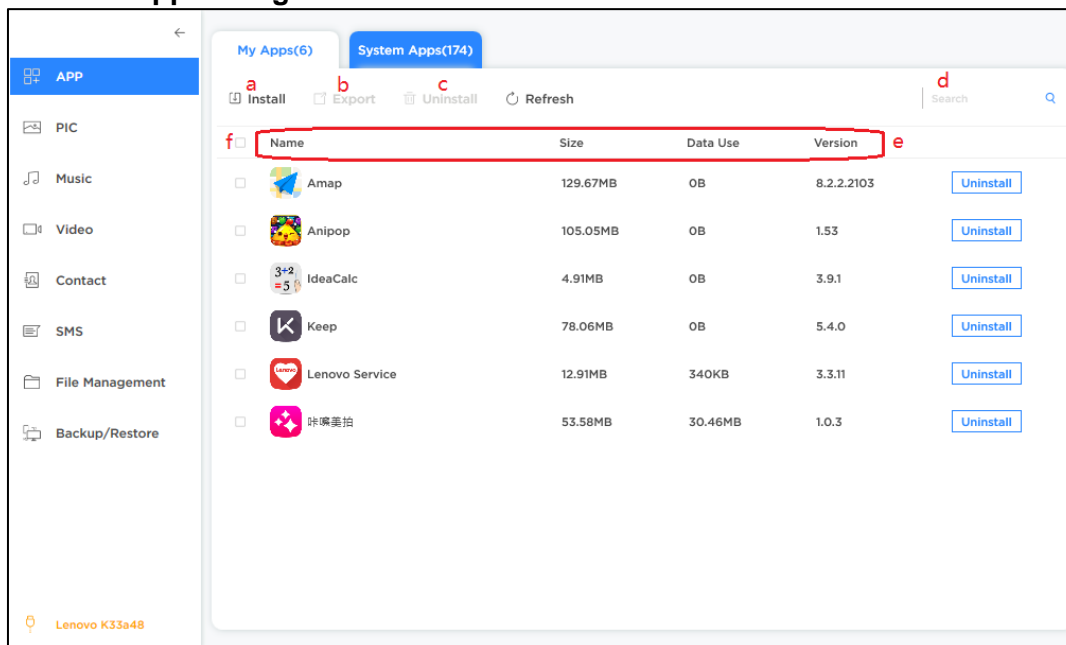 My Apps(6) System Apps(174)
APP
a b c d
Install Export Uninstall Refresh Search
PIC
f Name Size Data Use Version e
Music
Amap 129.67MB 0B 8.2.2.2103 Uninstall
Video
Anipop 105.05MB 0B 1.53 Uninstall
Contact
3+2
=5
IdeaCalc 4.91MB 0B 3.9.1 Uninstall
SMS
Keep 78.06MB 0B 5.4.0 Uninstall
File Management
Lenovo
Lenovo Service 12.91MB 340KB 3.3.11 Uninstall
Backup/Restore
咔嚓美拍 53.58MB 30.46MB 1.0.3 Uninstall
Lenovo K33a48